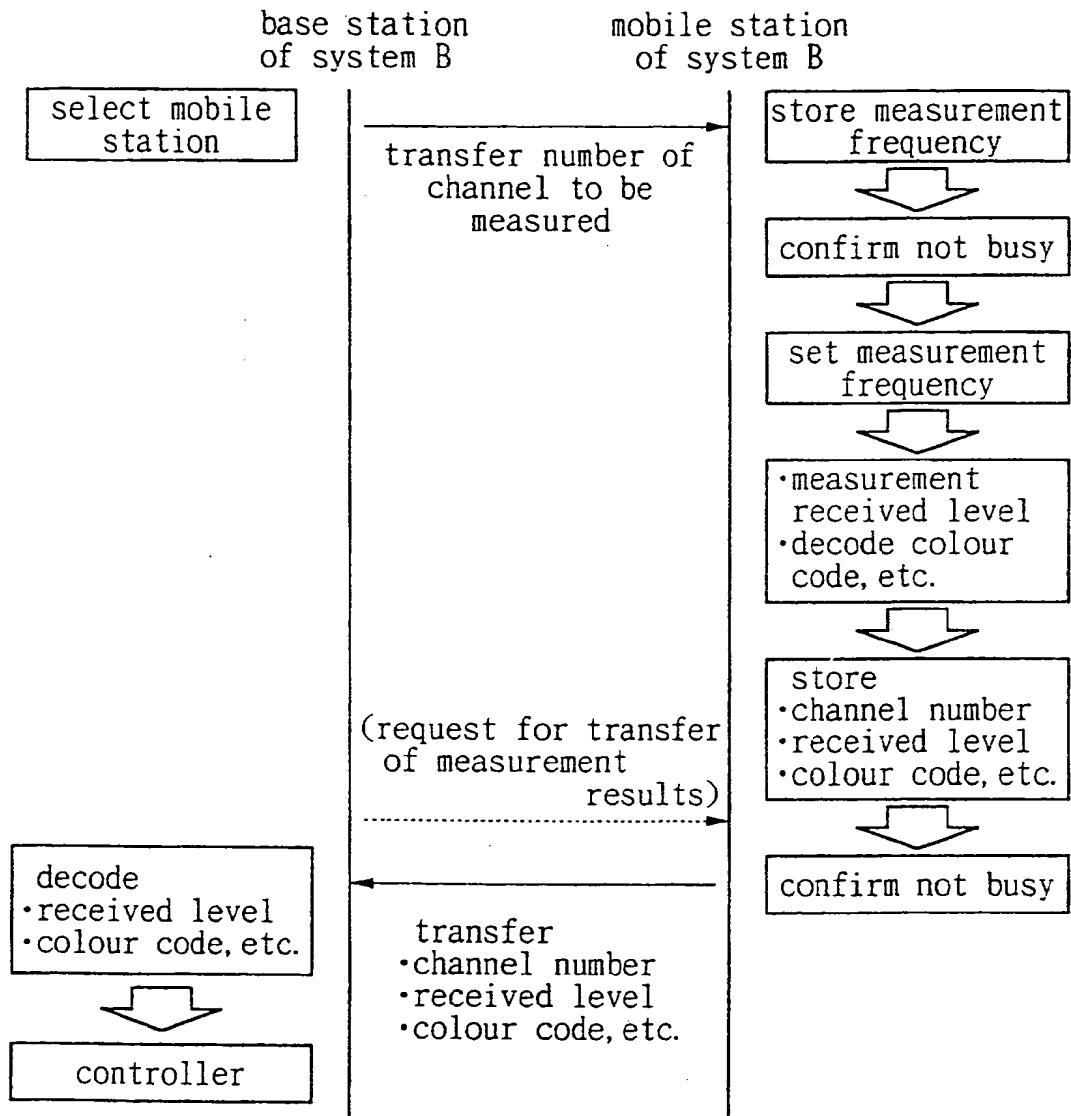 base station
of system B
mobile station
of system B
select mobile
station
transfer number of
channel to be
measured
store measurement
frequency
confirm not busy
set measurement
frequency
·measurement
received level
·decode colour
code, etc.
store
·channel number
·received level
·colour code, etc.
(request for transfer
of measurement
results)
confirm not busy
decode
·received level
·colour code, etc.
transfer
·channel number
·received level
·colour code, etc.
controller